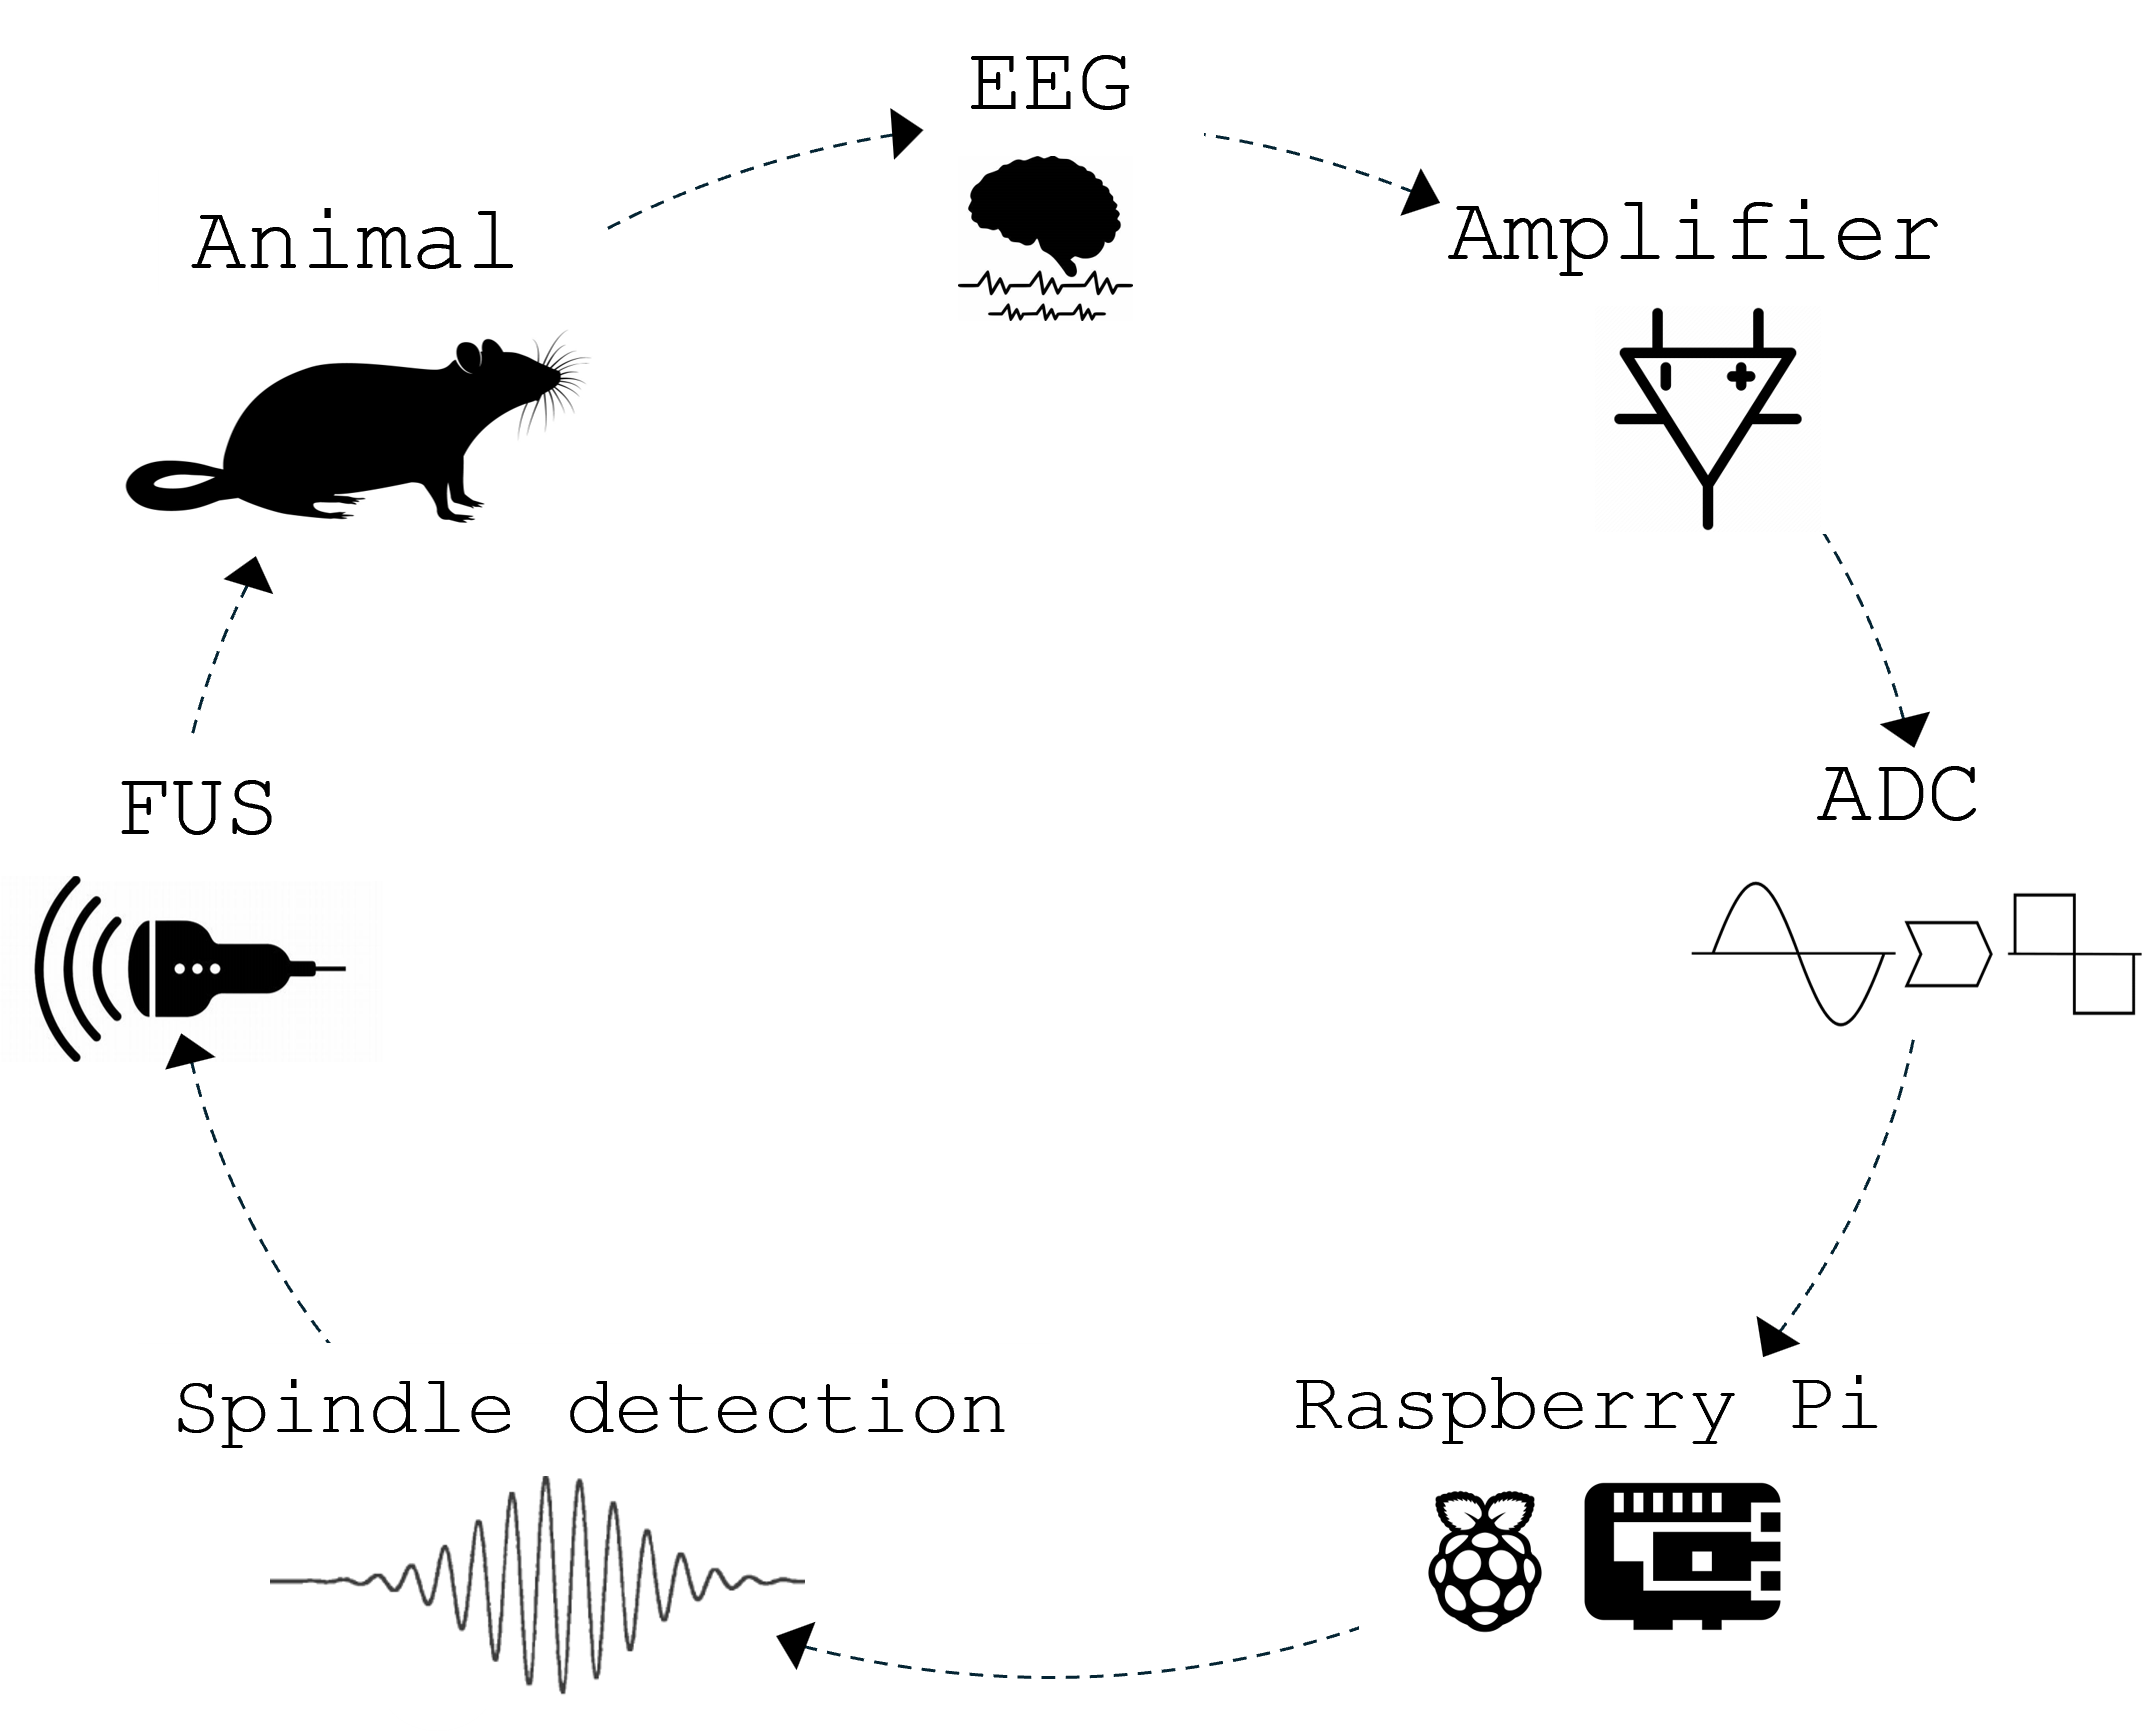 EEG
Animal
Amplifier
FUS
ADC
Spindle detection
Raspberry Pi